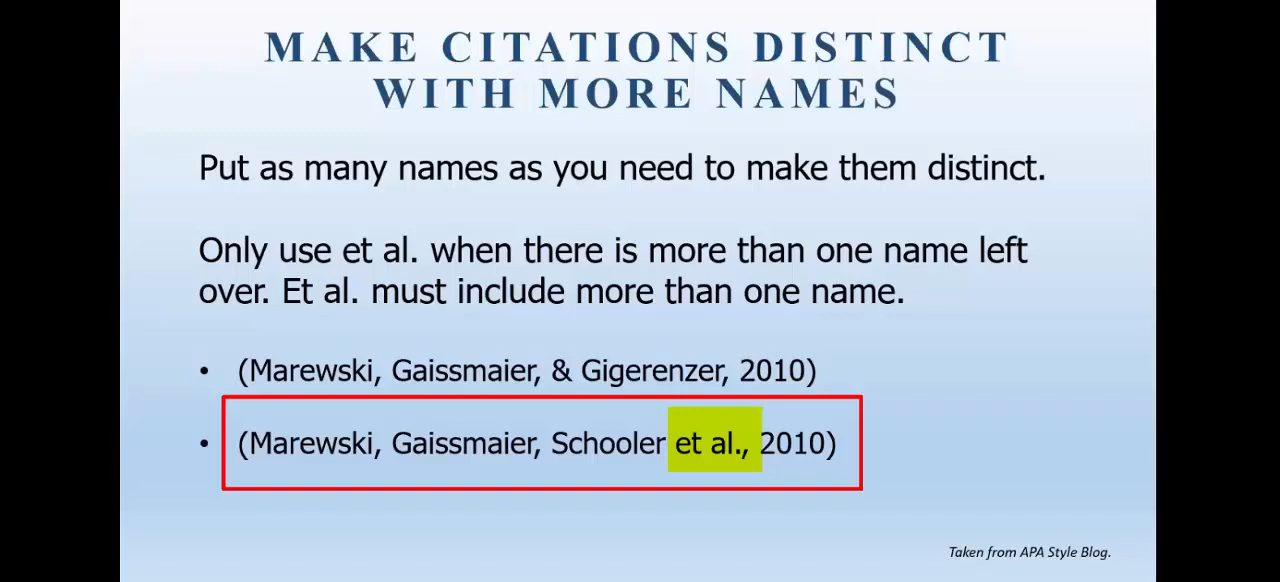 MAKE CITATIONS DISTINCT
WITH MORE NAMES
Put as many names as you need to make them distinct.
Only use et al. when there is more than one name left
over. Et al. must include more than one name.
• (Marewski, Gaissmaier, & Gigerenzer, 2010)
• (Marewski, Gaissmaier, Schooler et al., 2010)
Taken from APA Style Blog.